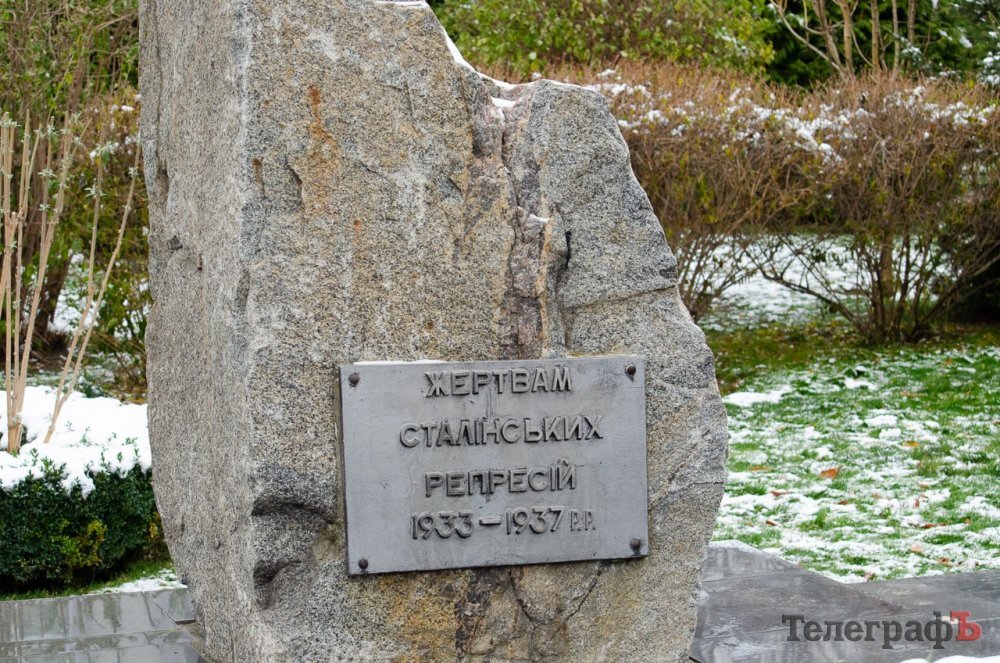 ЖЕРТВАМ
СТАЛІНСЬКИХ
РЕПРЕСІЙ
1933–1937 Р.Р.
ТелеграфЪ